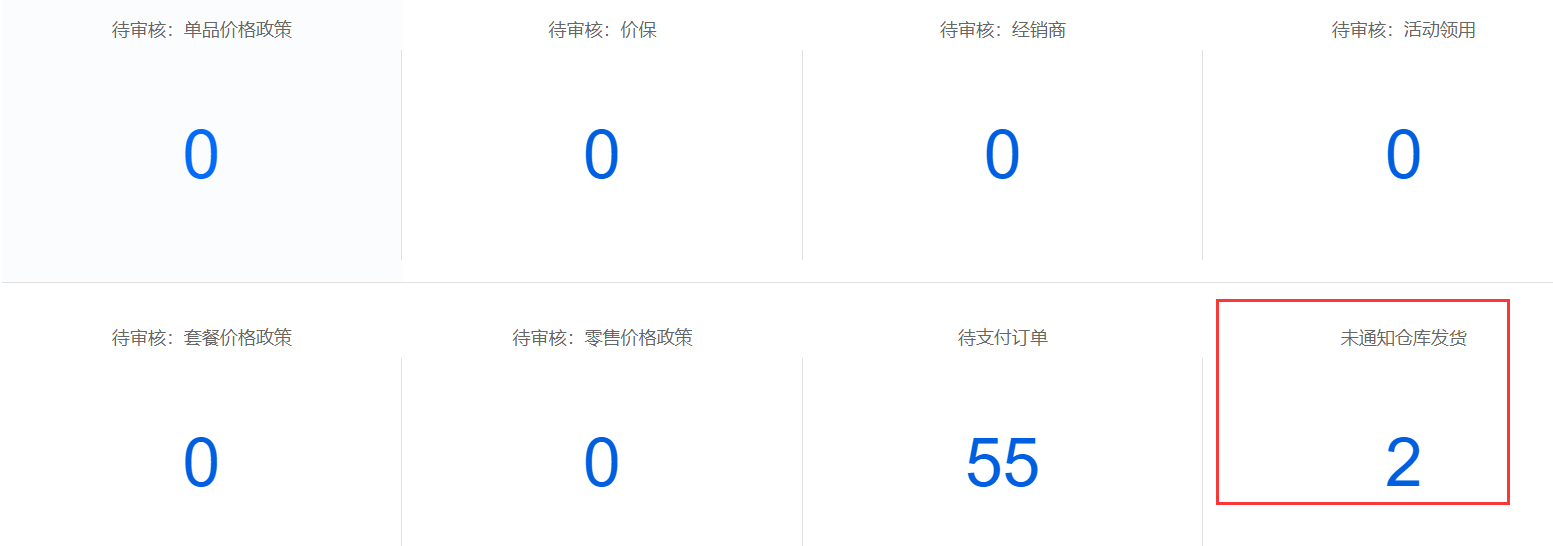 待审核：单品价格政策
待审核：价保
待审核：经销商
待审核：活动领用
0
0
0
0
待审核：套餐价格政策
待审核：零售价格政策
待支付订单
未通知仓库发货
0
0
55
2